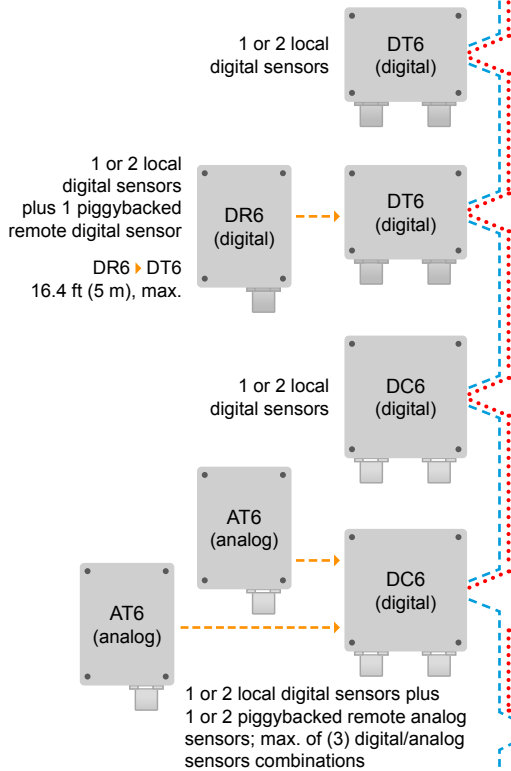 1 or 2 local
digital sensors
DT6
(digital)
1 or 2 local
digital sensors
plus 1 piggybacked
remote digital sensor
DR6 ▸ DT6
16.4 ft (5 m), max.
DR6
(digital)
DT6
(digital)
1 or 2 local
digital sensors
DC6
(digital)
AT6
(analog)
AT6
(analog)
DC6
(digital)
1 or 2 local digital sensors plus
1 or 2 piggybacked remote analog
sensors; max. of (3) digital/analog
sensors combinations